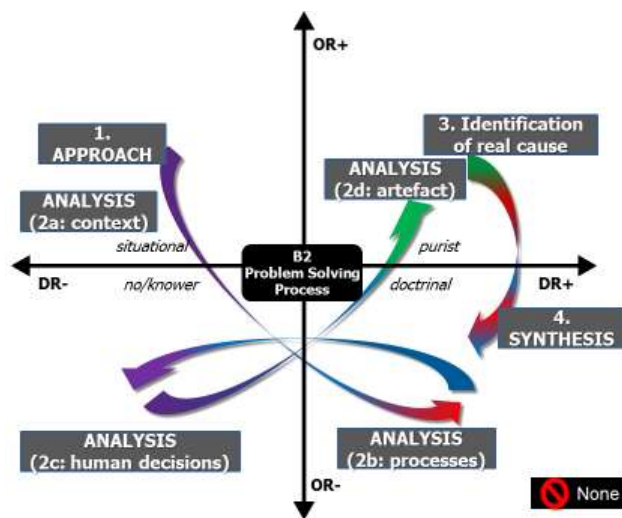 OR+
1.
APPROACH
3. Identification
of real cause
ANALYSIS
(2d: artefact)
ANALYSIS
(2a: context)
situational
purist
B2
Problem Solving
Process
DR-
no/knower
doctrinal
DR+
4.
SYNTHESIS
ANALYSIS
(2c: human decisions)
ANALYSIS
(2b: processes)
OR-
None